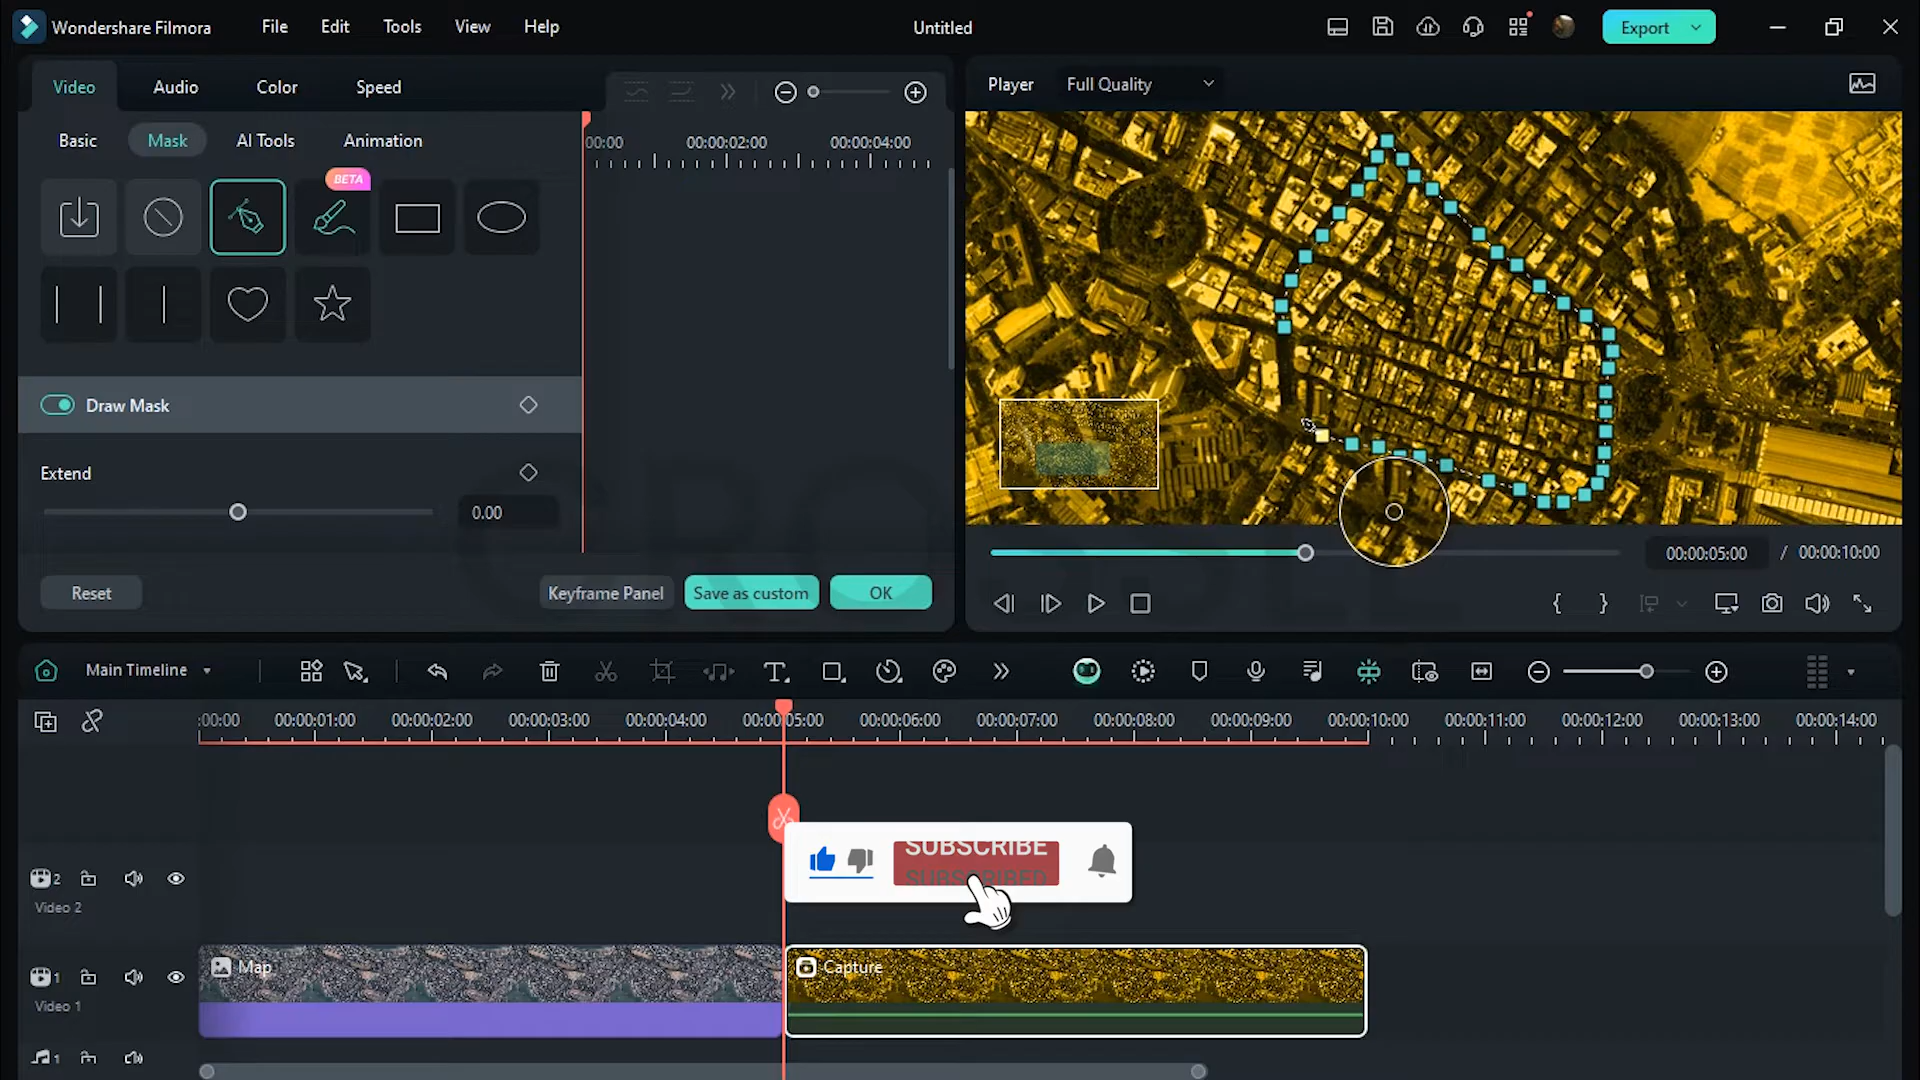 Wondershare Filmora
File
Edit
Tools
View
Help
Untitled
Export
Video
Audio
Color
Speed
Player
Full Quality
Basic
Mask
AI Tools
Animation
00:00
00:00:02:00
00:00:04:00
BETA
Draw Mask
Extend
0.00
00:00:05:00 / 00:00:10:00
Reset
Keyframe Panel
Save as custom
OK
Main Timeline
:00:00
00:00:01:00
00:00:02:00
00:00:03:00
00:00:04:00
00:00:05:00
00:00:06:00
00:00:07:00
00:00:08:00
00:00:09:00
00:00:10:00
00:00:11:00
00:00:12:00
00:00:13:00
00:00:14:00
SUBSCRIBE
SUBSCRIBED
2
Video 2
Map
Capture
1
Video 1
1